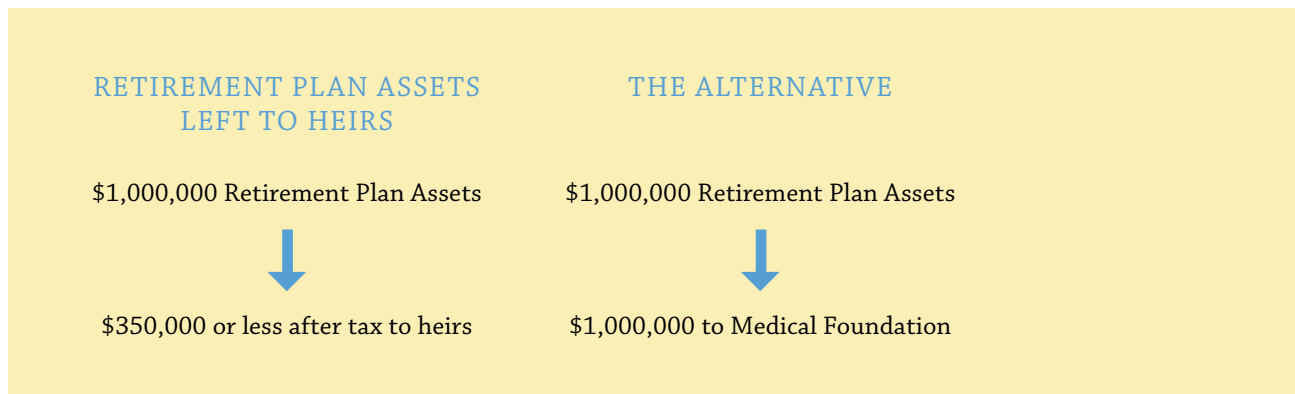 RETIREMENT PLAN ASSETS
LEFT TO HEIRS
$1,000,000 Retirement Plan Assets
$350,000 or less after tax to heirs
THE ALTERNATIVE
$1,000,000 Retirement Plan Assets
$1,000,000 to Medical Foundation